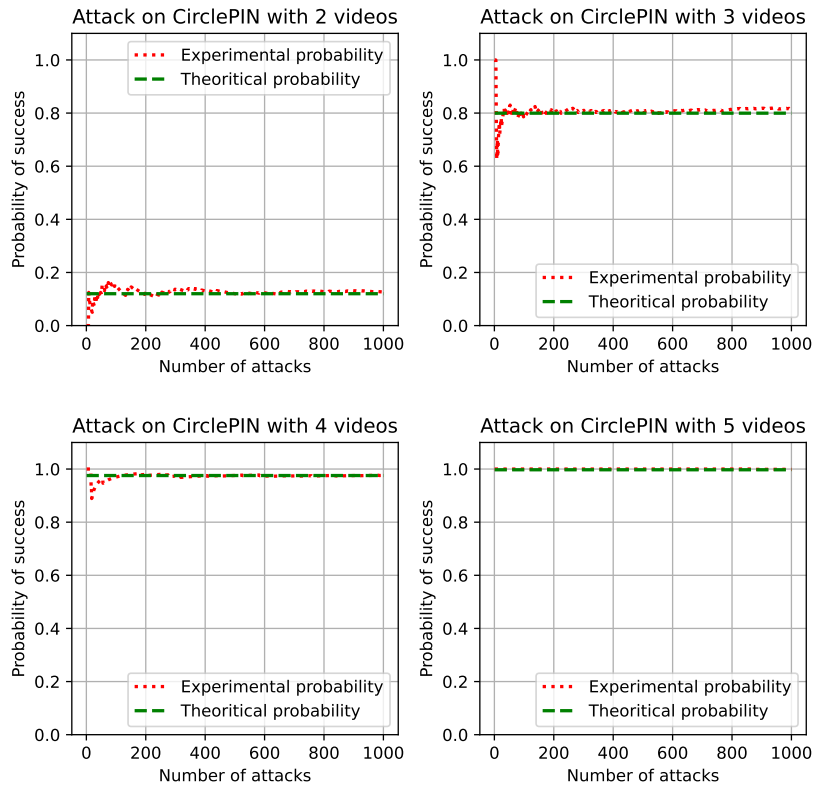 Attack on CirclePIN with 2 videos
1.0
0.8
0.6
0.4
0.2
0.0
Probability of success
Experimental probability
Theoritical probability
0 200 400 600 800 1000
Number of attacks
Attack on CirclePIN with 3 videos
1.0
0.8
0.6
0.4
0.2
0.0
Probability of success
Experimental probability
Theoritical probability
0 200 400 600 800 1000
Number of attacks
Attack on CirclePIN with 4 videos
1.0
0.8
0.6
0.4
0.2
0.0
Probability of success
Experimental probability
Theoritical probability
0 200 400 600 800 1000
Number of attacks
Attack on CirclePIN with 5 videos
1.0
0.8
0.6
0.4
0.2
0.0
Probability of success
Experimental probability
Theoritical probability
0 200 400 600 800 1000
Number of attacks